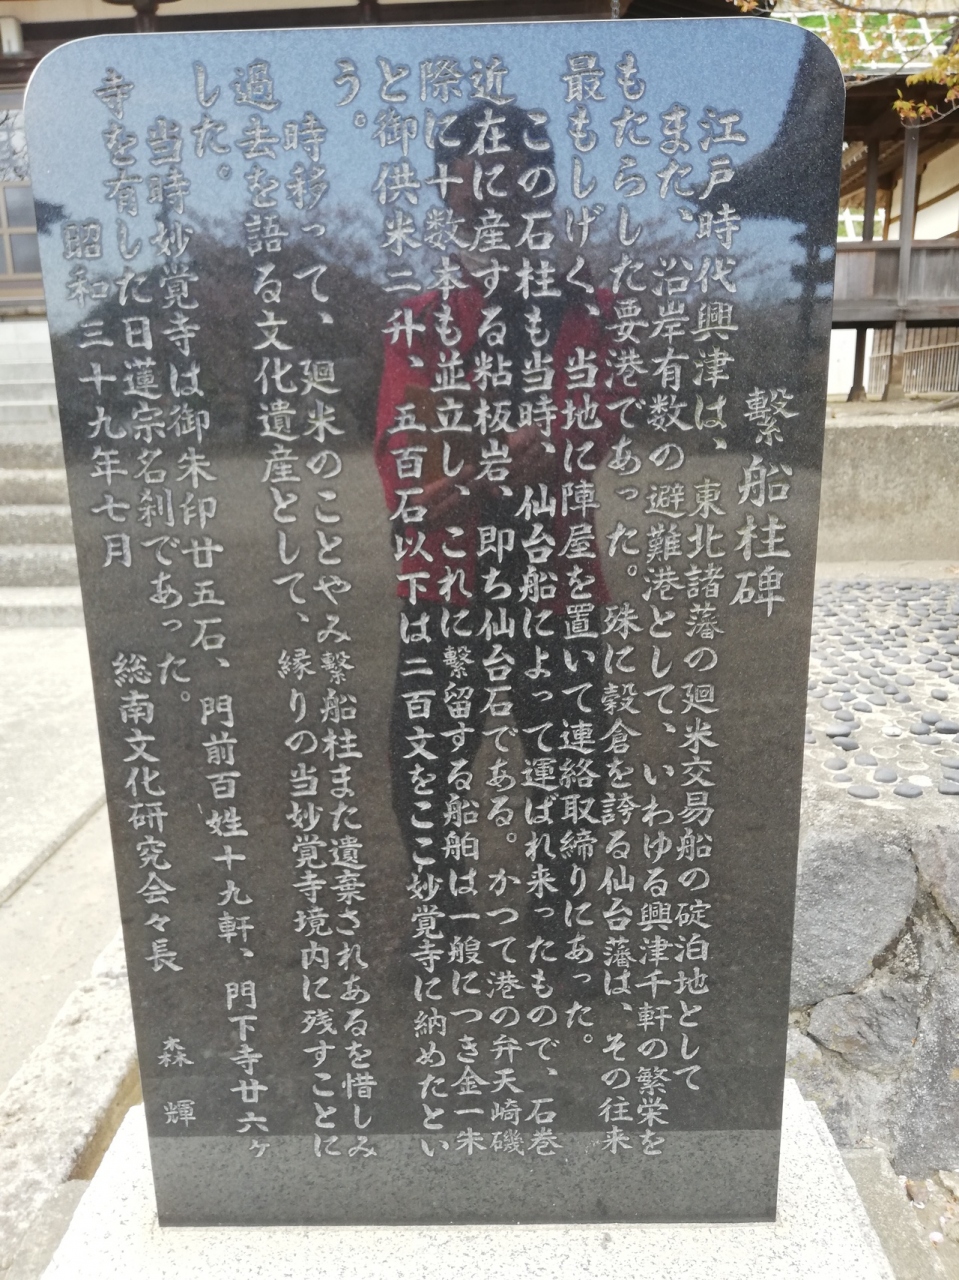 繋船柱碑
江戸時代興津は、東北諸藩の廻米交易船の碇泊地として
また、沿岸有数の避難港として、いわゆる興津千軒の繁栄を
もたらした要港であった。殊に穀倉を誇る仙台藩は、その往来
最もしげく、当地に陣屋を置いて連絡取締りにあった。
この石柱も当時、仙台船によって運ばれ来ったもので、石巻
近在に産する粘板岩、即ち仙台石である。かつて港の弁天崎磯
際に十数本も並立し、これに繋留する船舶は一艘につき金一朱
と御供米二升、五百石以下は二百文をここ妙覚寺に納めたとい
う。
時移って、廻米のことやみ繋船柱また遺棄されあるを惜しみ
過去を語る文化遺産として、縁りの当妙覚寺境内に残すことに
した。
当時妙覚寺は御朱印廿五石、門前百姓十九軒、門下寺廿六ヶ
寺を有した日蓮宗名刹であった。
昭和三十九年七月 総南文化研究会々長 森 輝